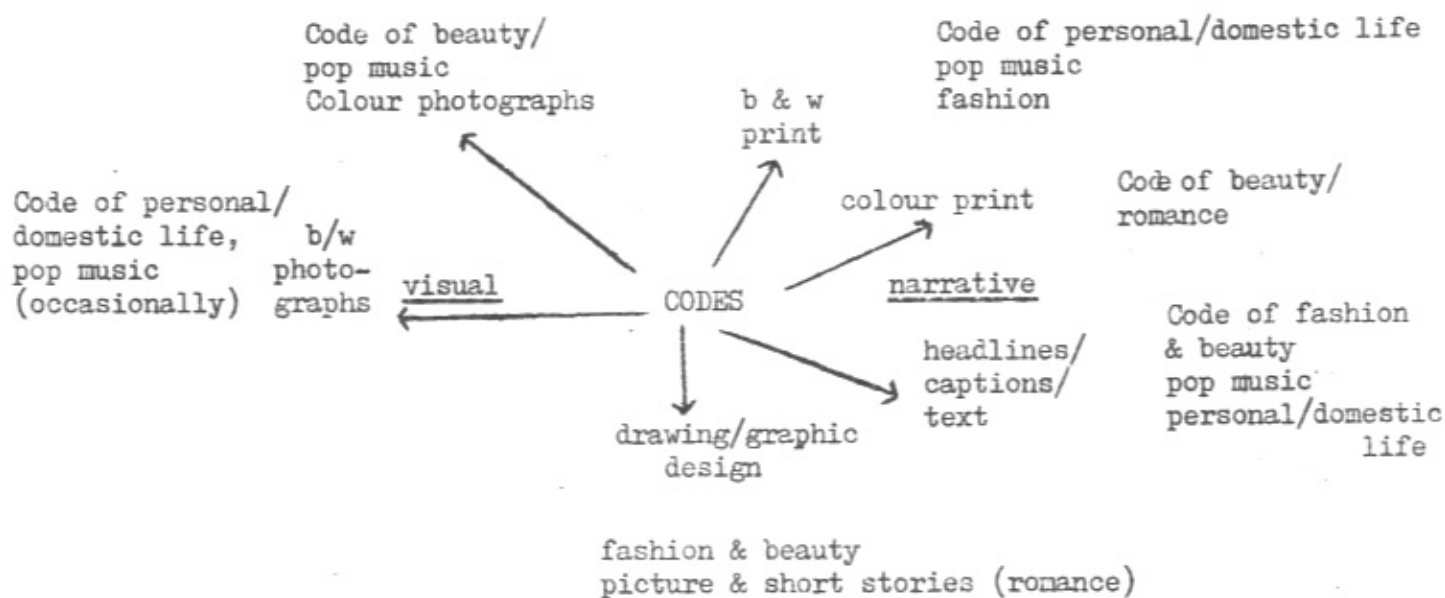 Code of beauty/
pop music
Colour photographs
b & w
print
Code of personal/domestic life
pop music
fashion
colour print
Code of beauty/
romance
Code of personal/
domestic life,
pop music
(occasionally)
b/w
photo-
graphs
visual
CODES
narrative
headlines/
captions/
text
Code of fashion
& beauty
pop music
personal/domestic
life
drawing/graphic
design
fashion & beauty
picture & short stories (romance)